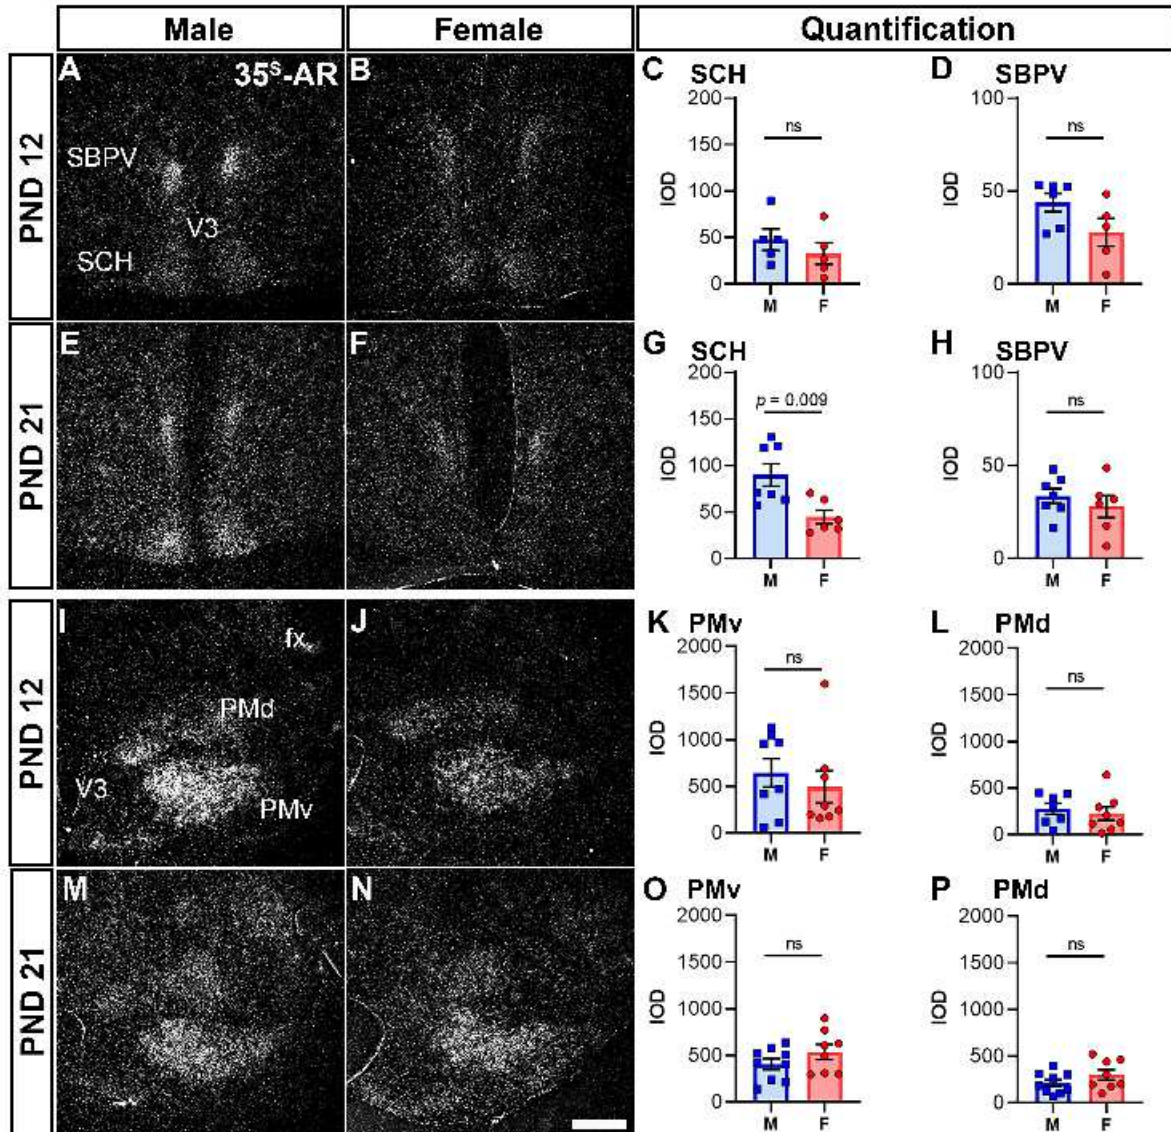 Male Female Quantification
PND 12
A 35ˢ-AR B C SCH D SBPV
SBPV
V3
SCH
200
150
100
50
0
IOD
ns
M F
100
50
0
IOD
ns
M F
PND 21
E F G SCH H SBPV
200
150
100
50
0
IOD
p = 0.009
M F
100
50
0
IOD
ns
M F
PND 12
I J K PMv L PMd
fx
PMd
V3
PMv
2000
1500
1000
500
0
IOD
ns
M F
2000
1500
1000
500
0
IOD
ns
M F
PND 21
M N O PMv P PMd
2000
1500
1000
500
0
IOD
ns
M F
2000
1500
1000
500
0
IOD
ns
M F